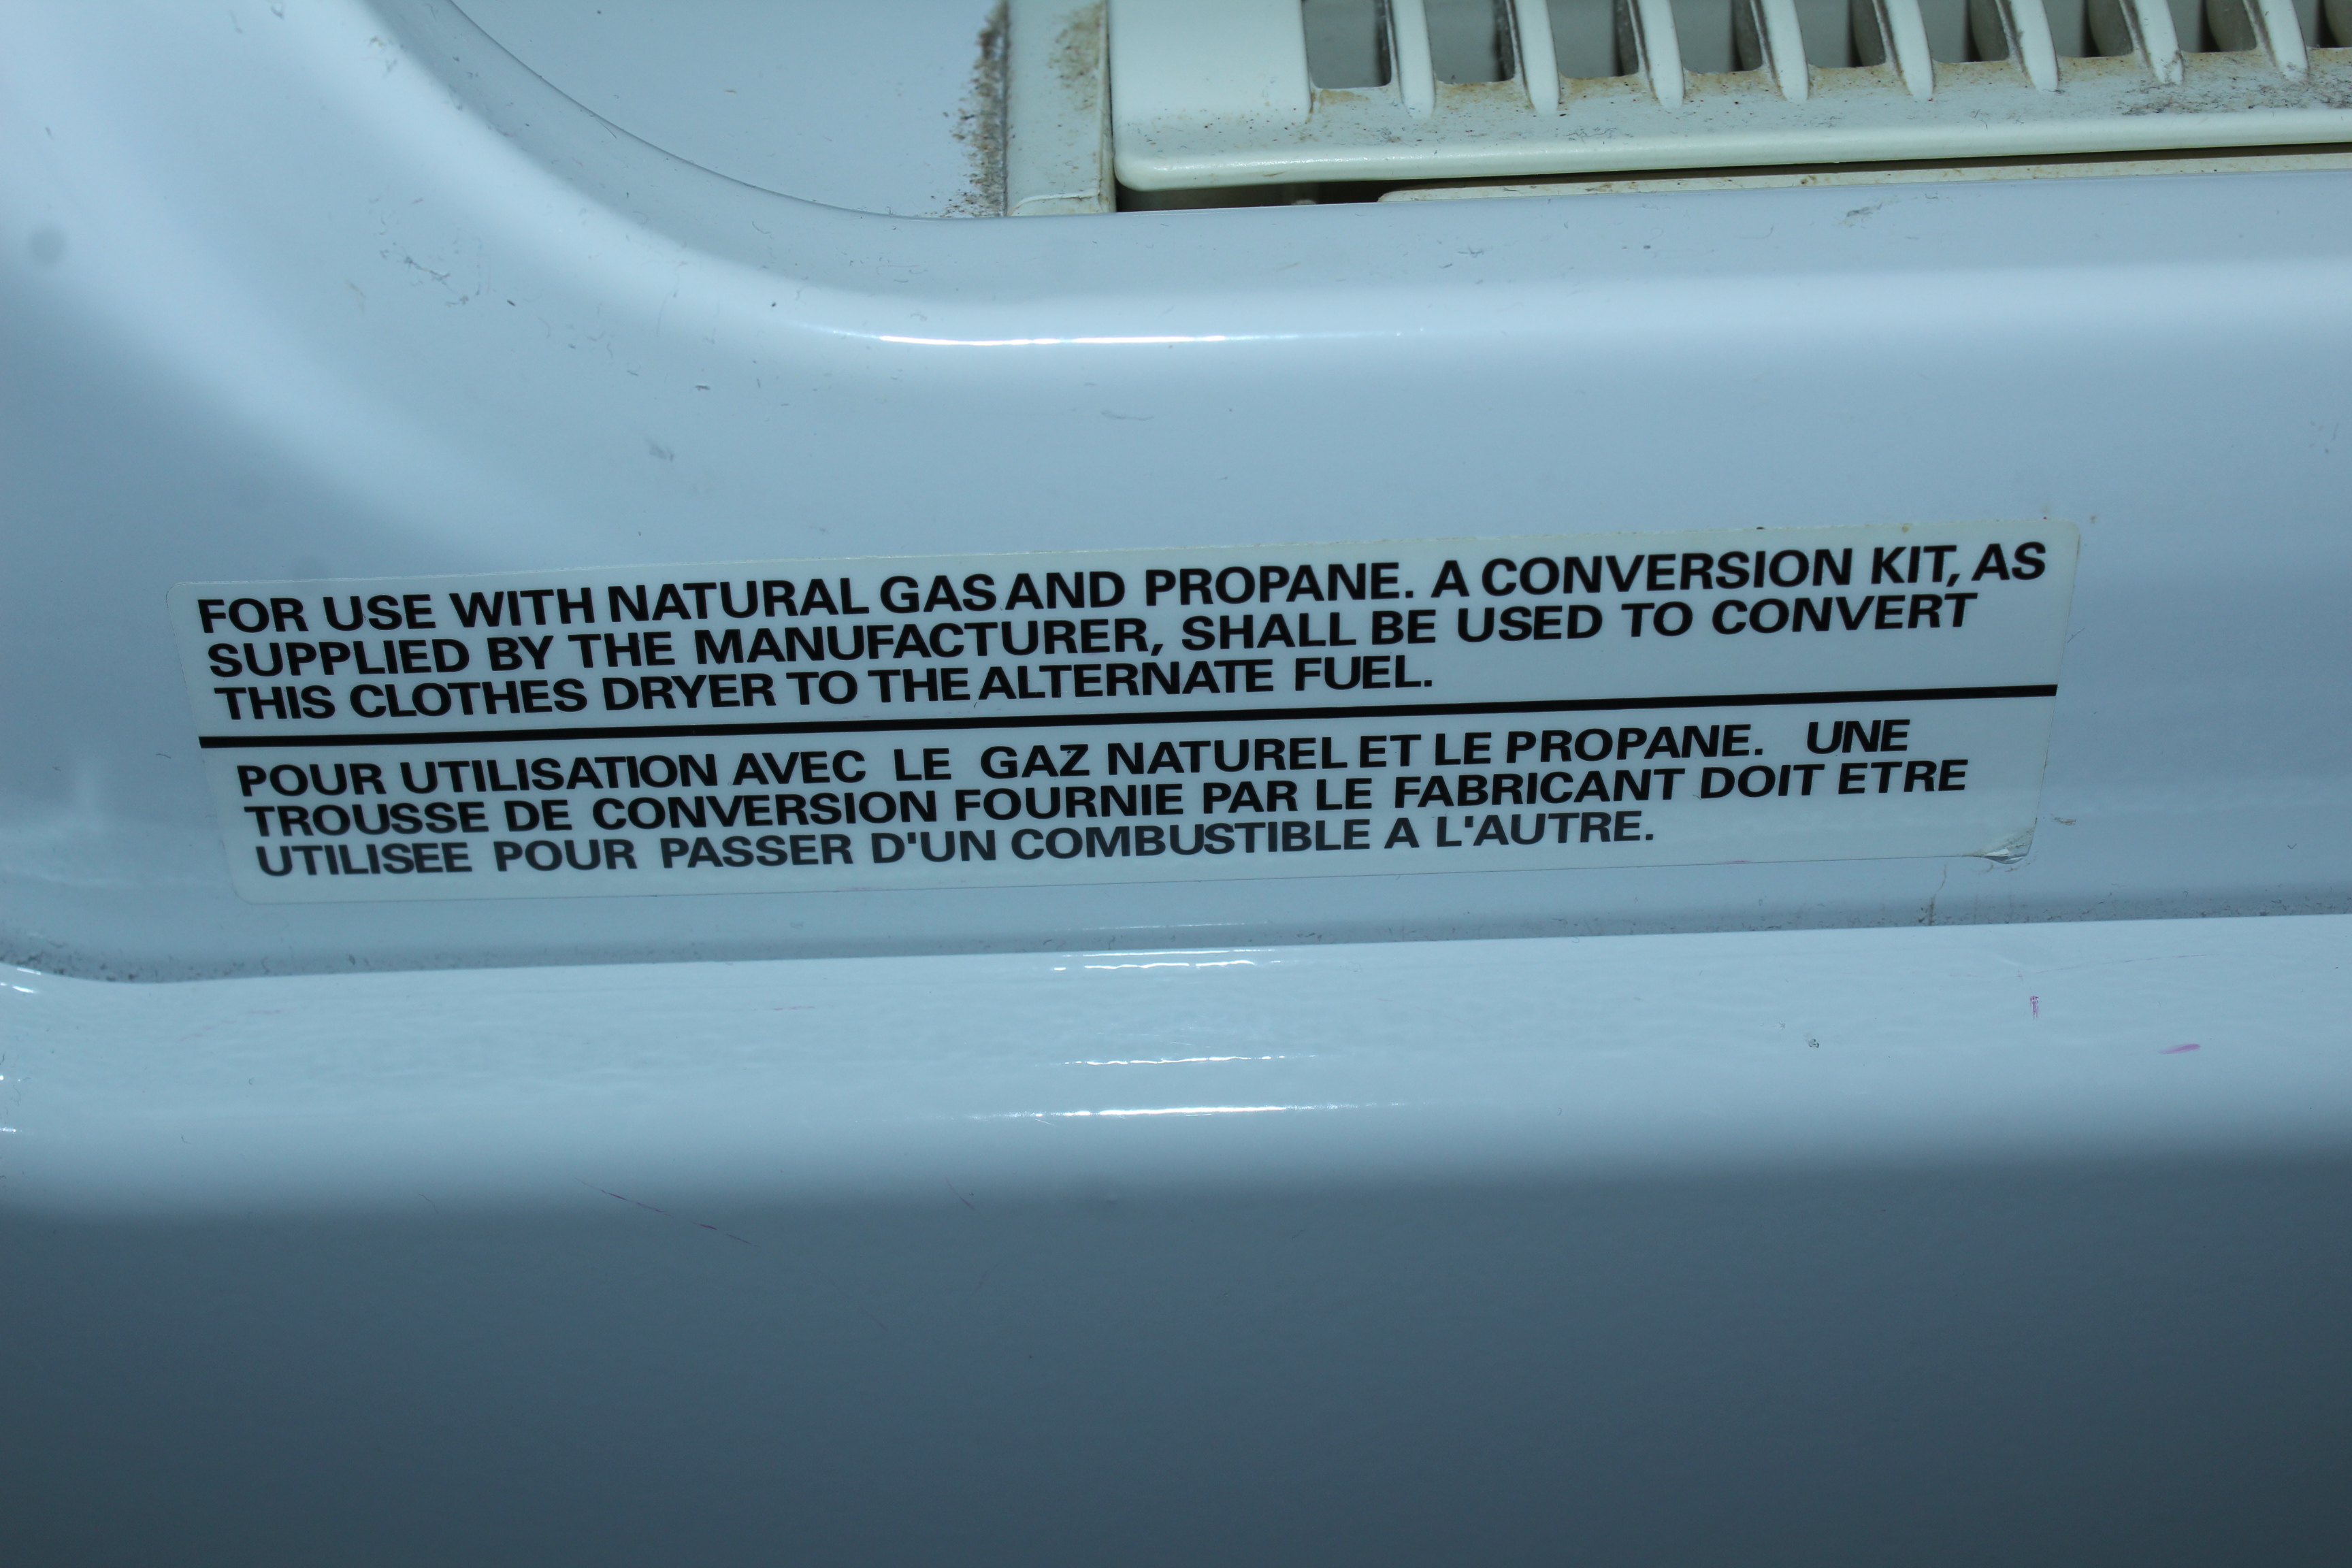 FOR USE WITH NATURAL GAS AND PROPANE. A CONVERSION KIT, AS
SUPPLIED BY THE MANUFACTURER, SHALL BE USED TO CONVERT
THIS CLOTHES DRYER TO THE ALTERNATE FUEL.
POUR UTILISATION AVEC LE GAZ NATUREL ET LE PROPANE. UNE
TROUSSE DE CONVERSION FOURNIE PAR LE FABRICANT DOIT ETRE
UTILISEE POUR PASSER D'UN COMBUSTIBLE A L'AUTRE.